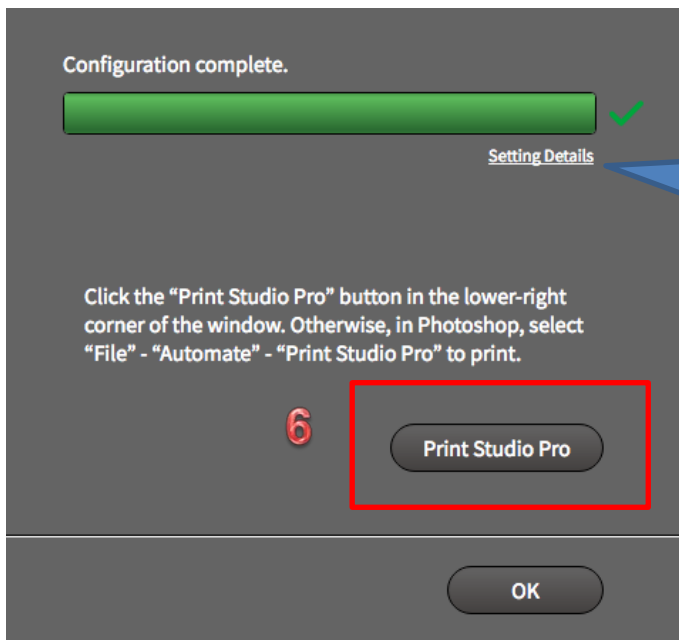 Configuration complete.
Setting Details
Click the “Print Studio Pro” button in the lower-right
corner of the window. Otherwise, in Photoshop, select
“File” - “Automate” - “Print Studio Pro” to print.
6
Print Studio Pro
OK